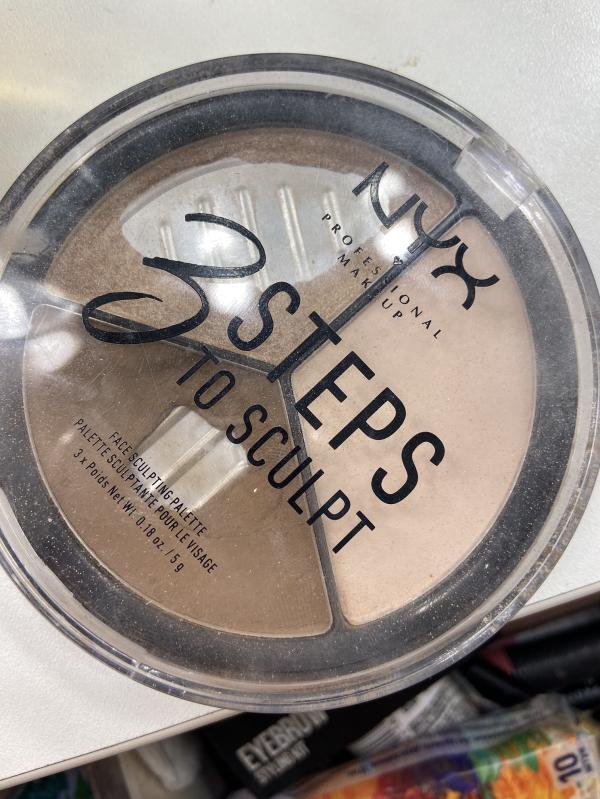 NYX
PROFESSIONAL
MAKEUP
3 STEPS
TO SCULPT
FACE SCULPTING PALETTE
PALETTE SCULPTANTE POUR LE VISAGE
3 x Poids Net Wt. 0.18 oz. / 5 g
EYEBROW
STYLING KIT
10